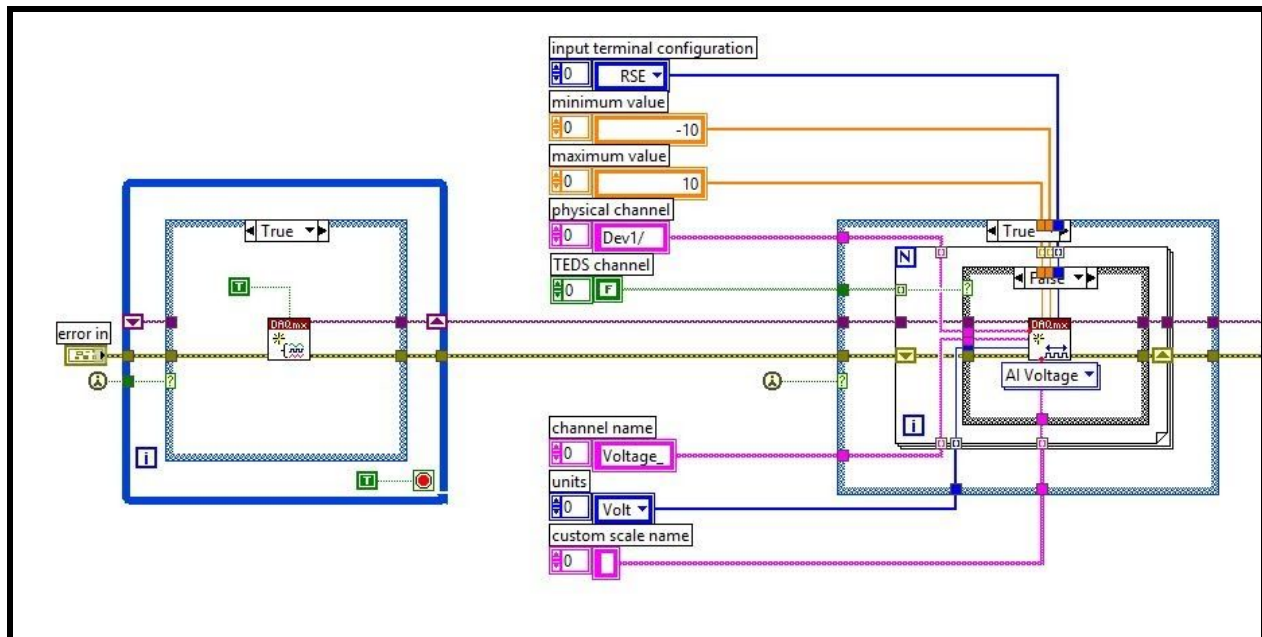 input terminal configuration
0 RSE
minimum value
0 -10
maximum value
0 10
physical channel
0 Dev1/
TEDS channel
0 F
True
T
DAQmx
error in
?
i
T
True
N
False
?
DAQmx
?
AI Voltage
i
channel name
0 Voltage_
units
0 Volt
custom scale name
0